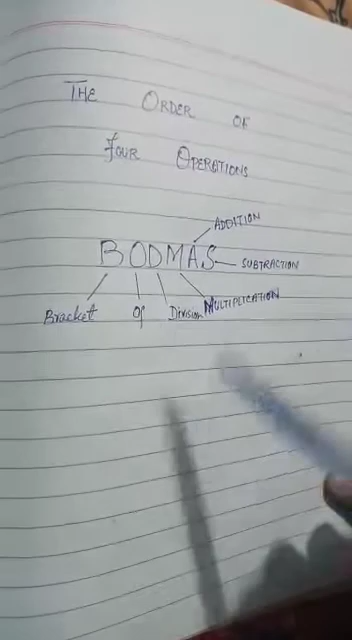 THE ORDER OF
FOUR OPERATIONS
ADDITION
BODMAS
SUBTRACTION
Bracket Of Division MULTIPLICATION